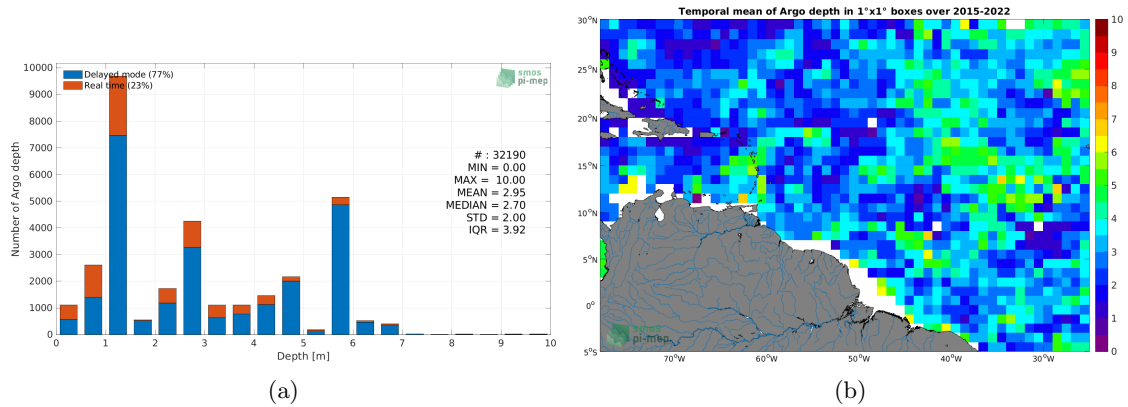 Delayed mode (77%)
Real time (23%)
smos
pi-mep
10000
9000
8000
7000
6000
5000
4000
3000
2000
1000
0
Number of Argo depth
# : 32190
MIN = 0.00
MAX = 10.00
MEAN = 2.95
MEDIAN = 2.70
STD = 2.00
IQR = 3.92
0 1 2 3 4 5 6 7 8 9 10
Depth [m]
(a)
Temporal mean of Argo depth in 1°x1° boxes over 2015-2022
30°N
25°N
20°N
15°N
10°N
5°N
0°
5°S
70°W 60°W 50°W 40°W 30°W
smos
pi-mep
10
9
8
7
6
5
4
3
2
1
0
(b)